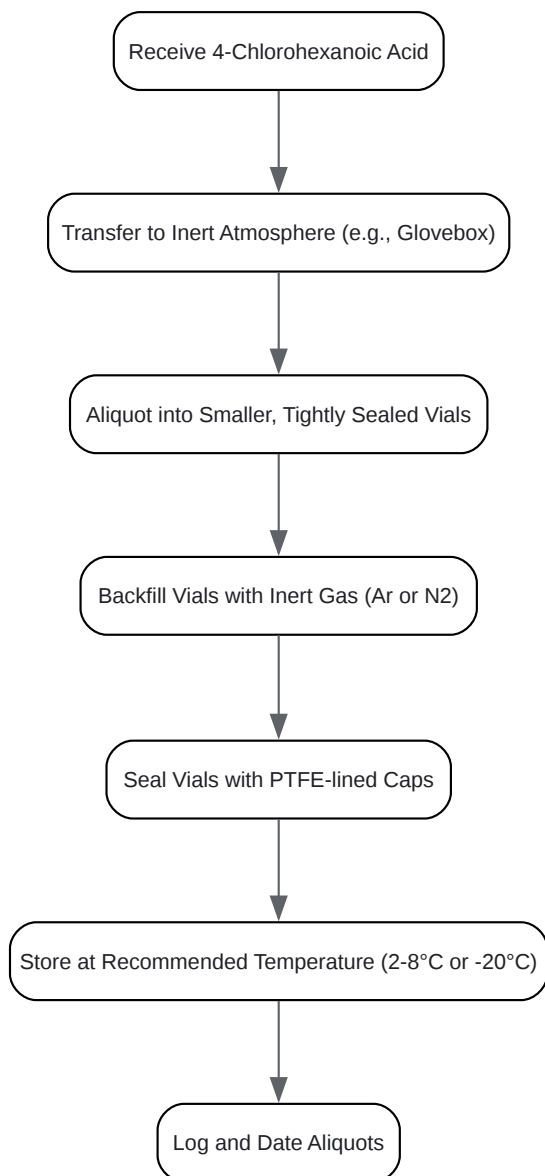 Receive 4-Chlorohexanoic Acid
Transfer to Inert Atmosphere (e.g., Glovebox)
Aliquot into Smaller, Tightly Sealed Vials
Backfill Vials with Inert Gas (Ar or N2)
Seal Vials with PTFE-lined Caps
Store at Recommended Temperature (2-8°C or -20°C)
Log and Date Aliquots